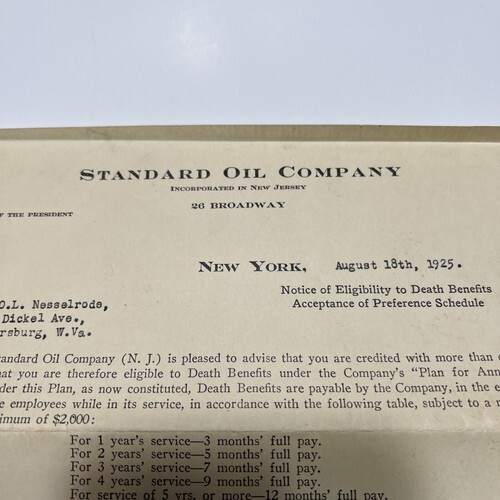 STANDARD OIL COMPANY
INCORPORATED IN NEW JERSEY
26 BROADWAY
OF THE PRESIDENT
NEW YORK, August 18th, 1925.
Notice of Eligibility to Death Benefits
Acceptance of Preference Schedule
O.L. Nesselrode,
Dickel Ave.,
rsburg, W.Va.
tandard Oil Company (N. J.) is pleased to advise that you are credited with more than
at you are therefore eligible to Death Benefits under the Company's "Plan for Ann
der this Plan, as now constituted, Death Benefits are payable by the Company, in the e
e employees while in its service, in accordance with the following table, subject to a
imum of $2,000:
For 1 year's service—3 months' full pay.
For 2 years' service—5 months' full pay.
For 3 years' service—7 months' full pay.
For 4 years' service—9 months' full pay.
For service of 5 yrs. or more—12 months' full pay.